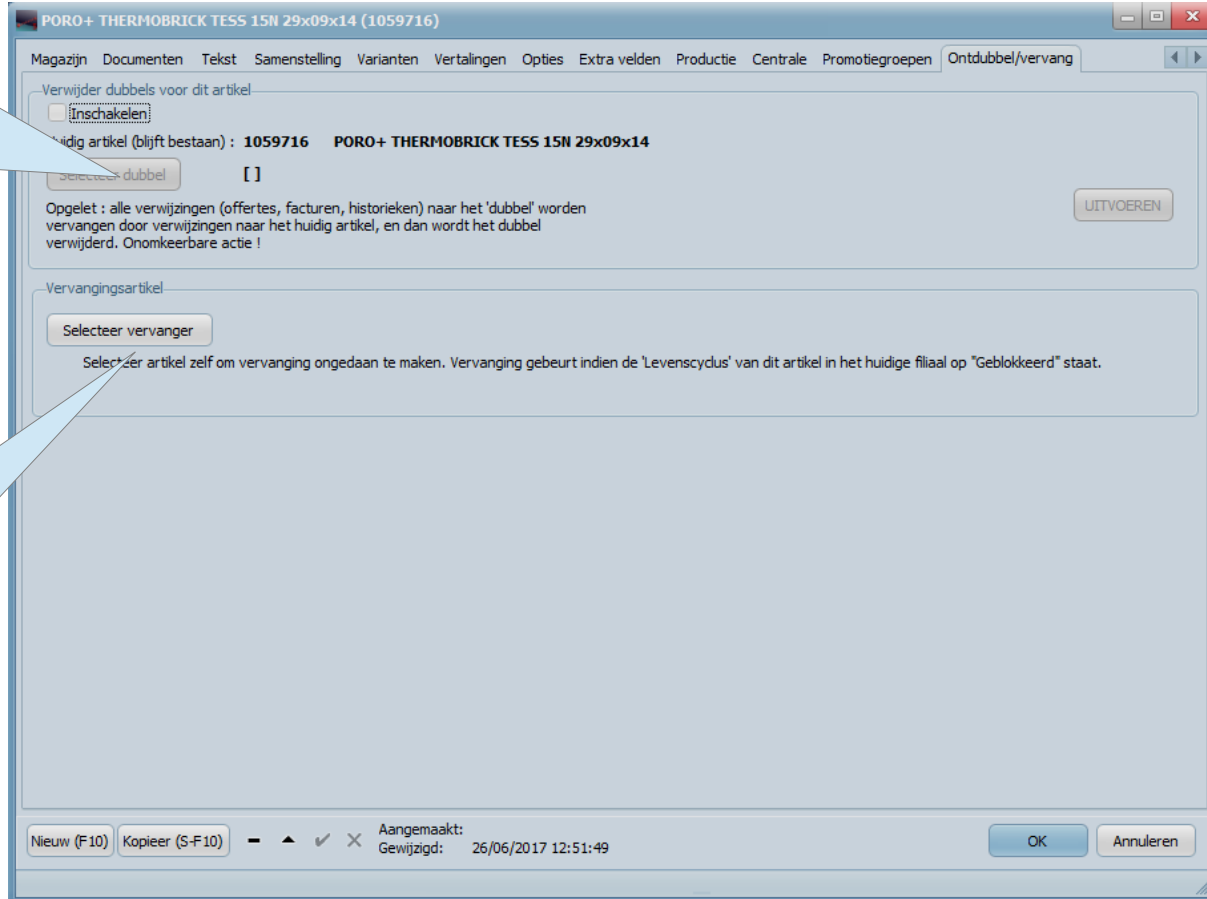 PORO+ THERMOBRICK TESS 15N 29x09x14 (1059716)
Magazijn Documenten Tekst Samenstelling Varianten Vertalingen Opties Extra velden Productie Centrale Promotiegroepen Ontdubbel/vervang
Verwijder dubbels voor dit artikel
Inschakelen
artikel (blijft bestaan) : 1059716 PORO+ THERMOBRICK TESS 15N 29x09x14
Selecteer dubbel []
Opgelet : alle verwijzingen (offertes, facturen, historieken) naar het 'dubbel' worden
vervangen door verwijzingen naar het huidig artikel, en dan wordt het dubbel
verwijderd. Onomkeerbare actie !
UITVOEREN
Vervangingsartikel
Selecteer vervanger
Selecteer artikel zelf om vervanging ongedaan te maken. Vervanging gebeurt indien de 'Levenscyclus' van dit artikel in het huidige filiaal op "Geblokkeerd" staat.
Nieuw (F10) Kopieer (S-F10) Aangemaakt:
Gewijzigd: 26/06/2017 12:51:49
OK Annuleren